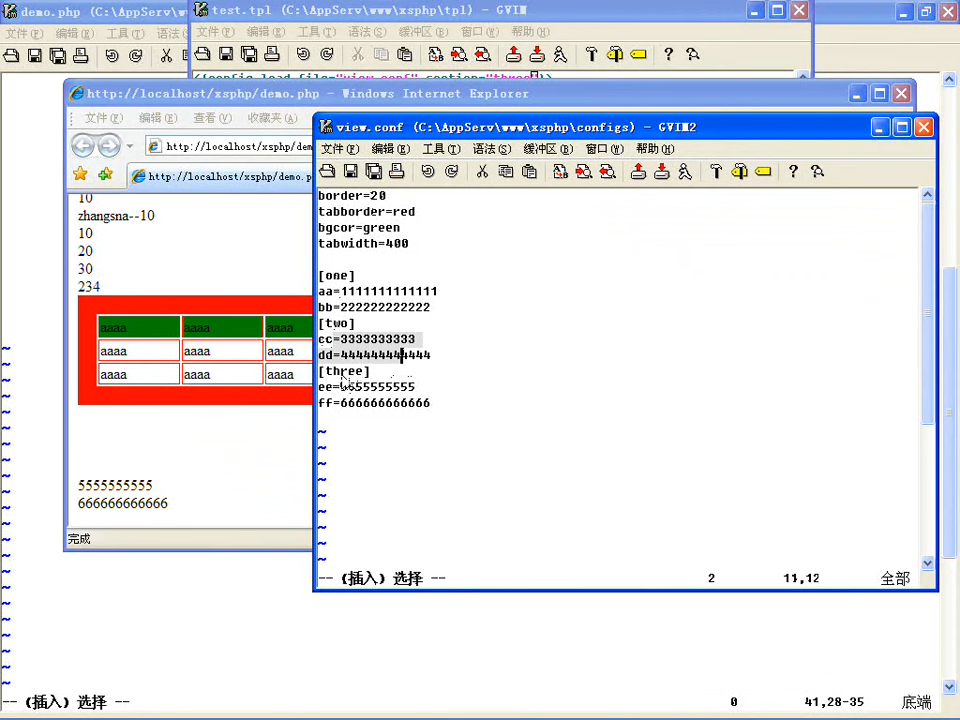 demo.php (C:\AppServ\www\xsphp
test.tpl (C:\AppServ\www\xsphp\tpl) - GVIM
文件(F) 编辑(E) 工具(T) 语法(
文件(F) 编辑(E) 工具(T) 语法(S) 缓冲区(B) 窗口(W) 帮助(H)
http://localhost/xsphp/demo.php - Windows Internet Explorer
文件(F) 编辑(E) 查看(V) 收藏夹(A)
http://localhost/xsphp/dem
http://localhost/xsphp/demo.p
10
zhangsna--10
10
20
30
234
aaaa aaaa aaaa
aaaa aaaa aaaa
aaaa aaaa aaaa
5555555555
666666666666
完成
view.conf (C:\AppServ\www\xsphp\configs) - GVIM2
文件(F) 编辑(E) 工具(T) 语法(S) 缓冲区(B) 窗口(W) 帮助(H)
border=20
tabborder=red
bgcor=green
tabwidth=400
[one]
aa=1111111111111
bb=222222222222
[two]
cc=3333333333
dd=444444444444
[three]
ee=5555555555
ff=666666666666
~
~
~
~
~
~
~
~
~
-- (插入) 选择 -- 2 11,12 全部
-- (插入) 选择 -- 0 41,28-35 底端